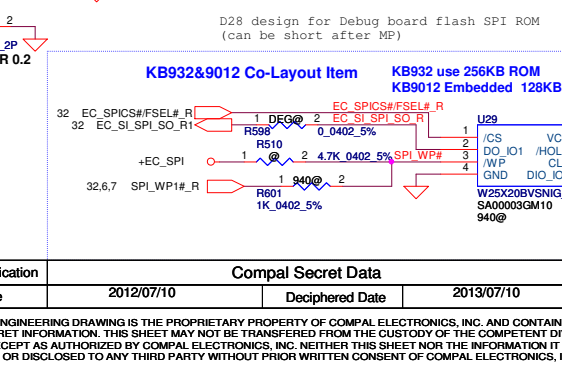 D28 design for Debug board flash SPI ROM
(can be short after MP)
2
_2P
R 0.2
KB932&9012 Co-Layout Item
KB932 use 256KB ROM
KB9012 Embedded 128KB
32 EC_SPICS#/FSEL#_R
EC_SPICS#/FSEL#_R
32 EC_SI_SPI_SO_R1
1 DEG@ 2
EC_SI_SPI_SO_R
R598
0_0402_5%
U29
R510
+EC_SPI
1 @ 2
4.7K_0402_5%
SPI_WP#
1 /CS VC
2 DO_IO1 /HOL
3 /WP CL
4 GND DIO_IO
32,6,7 SPI_WP1#_R
1 940@ 2
R601
1K_0402_5%
W25X20BVSNIG_
SA00003GM10
940@
ication
Compal Secret Data
e
2012/07/10
Deciphered Date
2013/07/10
NGINEERING DRAWING IS THE PROPRIETARY PROPERTY OF COMPAL ELECTRONICS, INC. AND CONTAIN
RET INFORMATION. THIS SHEET MAY NOT BE TRANSFERED FROM THE CUSTODY OF THE COMPETENT DI
CEPT AS AUTHORIZED BY COMPAL ELECTRONICS, INC. NEITHER THIS SHEET NOR THE INFORMATION IT
OR DISCLOSED TO ANY THIRD PARTY WITHOUT PRIOR WRITTEN CONSENT OF COMPAL ELECTRONICS, I